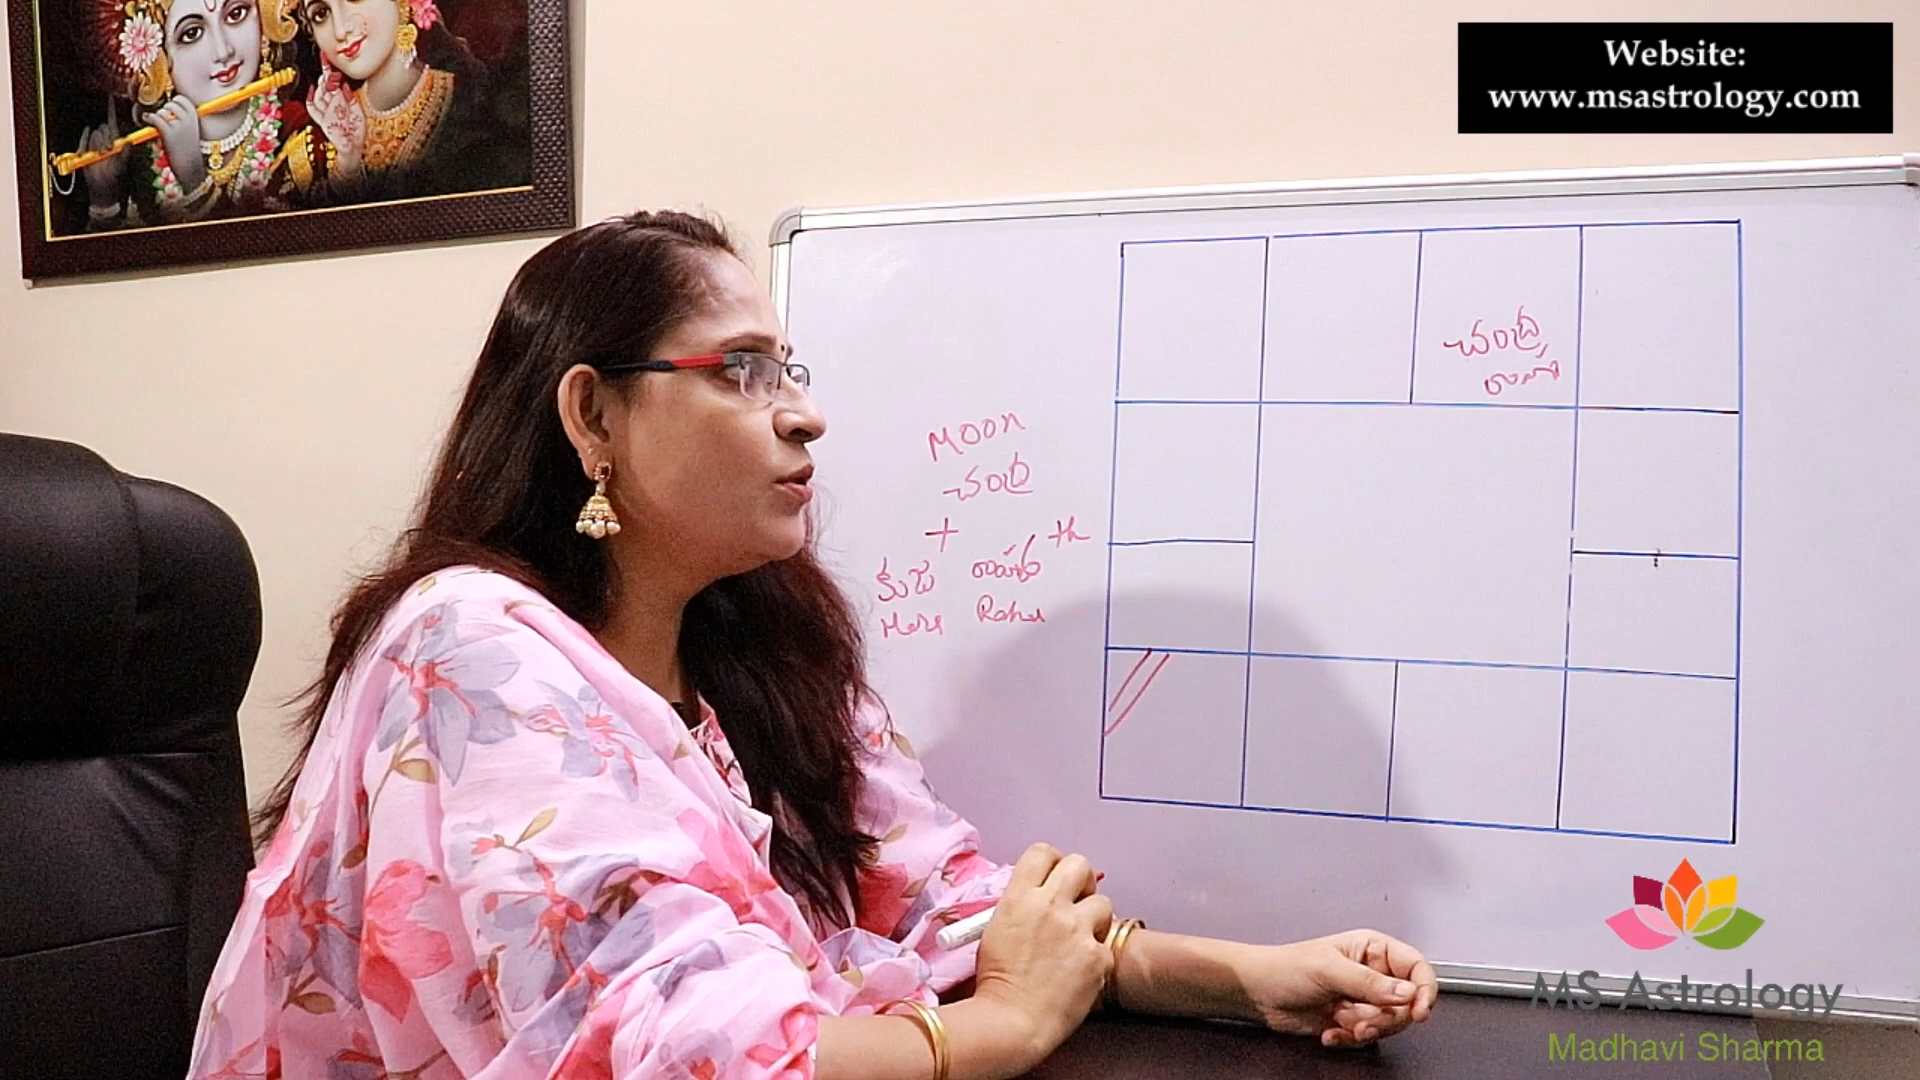 Website:
www.msastrology.com
Moon
చంద్ర
+
కుజ రాహు th
Mars Rahu
చంద్ర
రాహు
MS Astrology
Madhavi Sharma